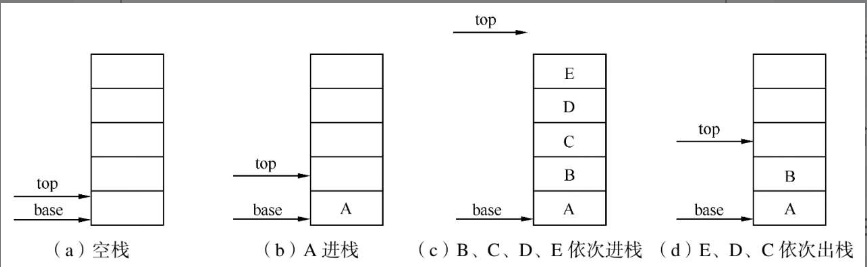 top
E
D
top
C
top
top
B
B
base
base
A
base
A
base
A
（a）空栈
（b）A 进栈
（c）B、C、D、E 依次进栈
（d）E、D、C 依次出栈